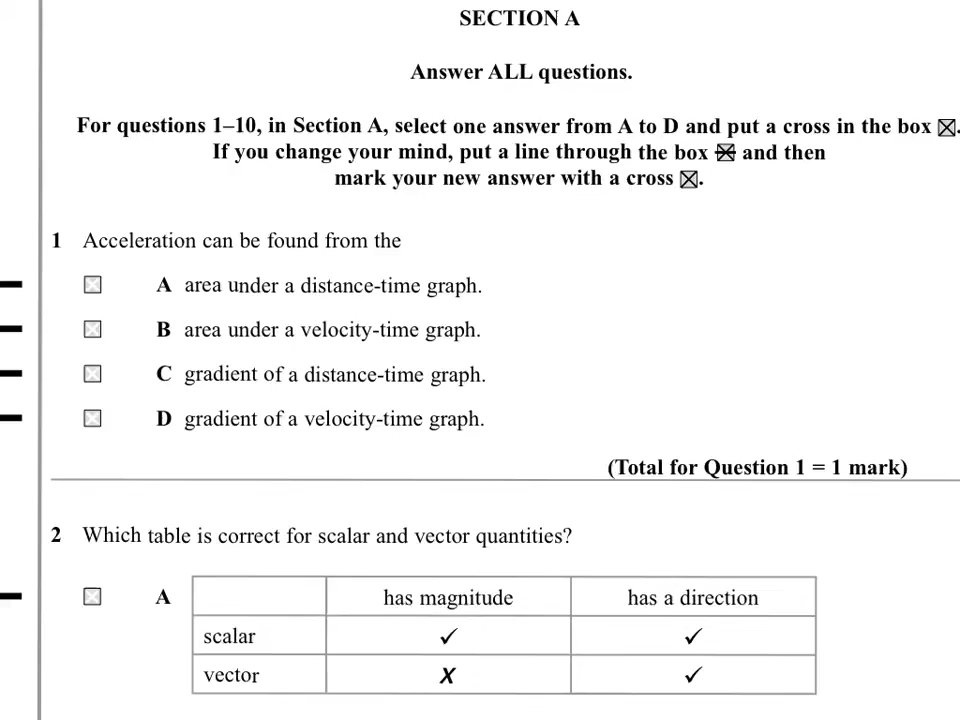 SECTION A
Answer ALL questions.
For questions 1–10, in Section A, select one answer from A to D and put a cross in the box ☒.
If you change your mind, put a line through the box ☒ and then
mark your new answer with a cross ☒.
1 Acceleration can be found from the
A area under a distance-time graph.
B area under a velocity-time graph.
C gradient of a distance-time graph.
D gradient of a velocity-time graph.
(Total for Question 1 = 1 mark)
2 Which table is correct for scalar and vector quantities?
A has magnitude has a direction
scalar ✓ ✓
vector X ✓